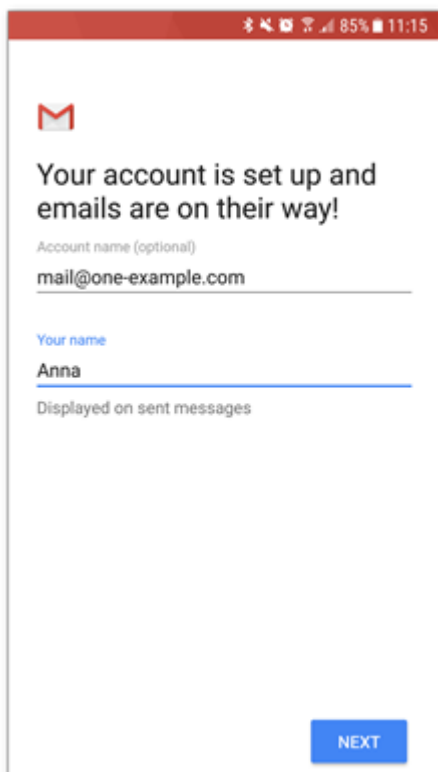 85% 11:15
Your account is set up and
emails are on their way!
Account name (optional)
mail@one-example.com
Your name
Anna
Displayed on sent messages
NEXT